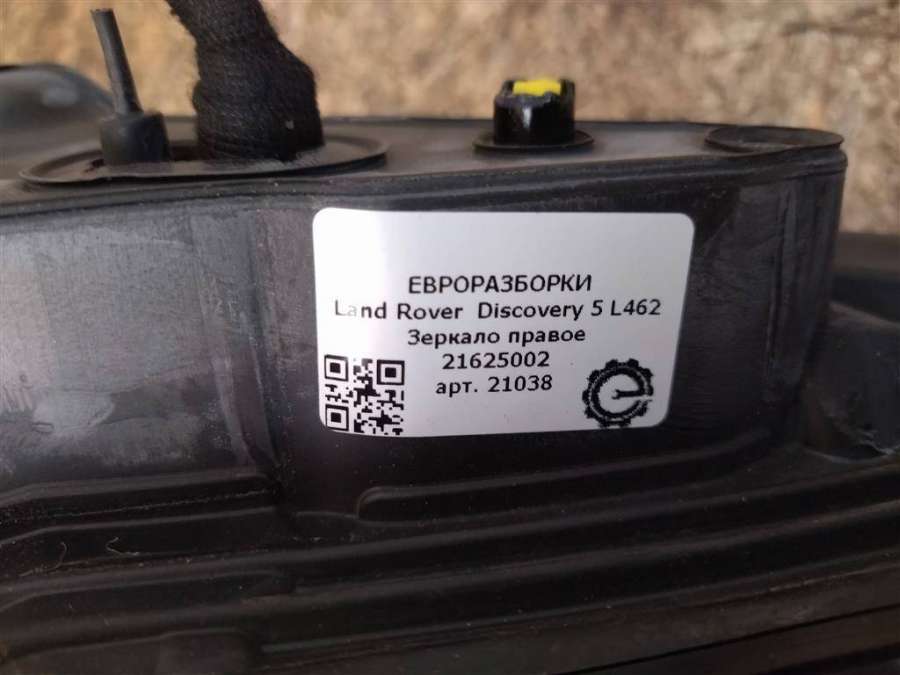 ЕВРОРАЗБОРКИ
Land Rover Discovery 5 L462
Зеркало правое
21625002
арт. 21038